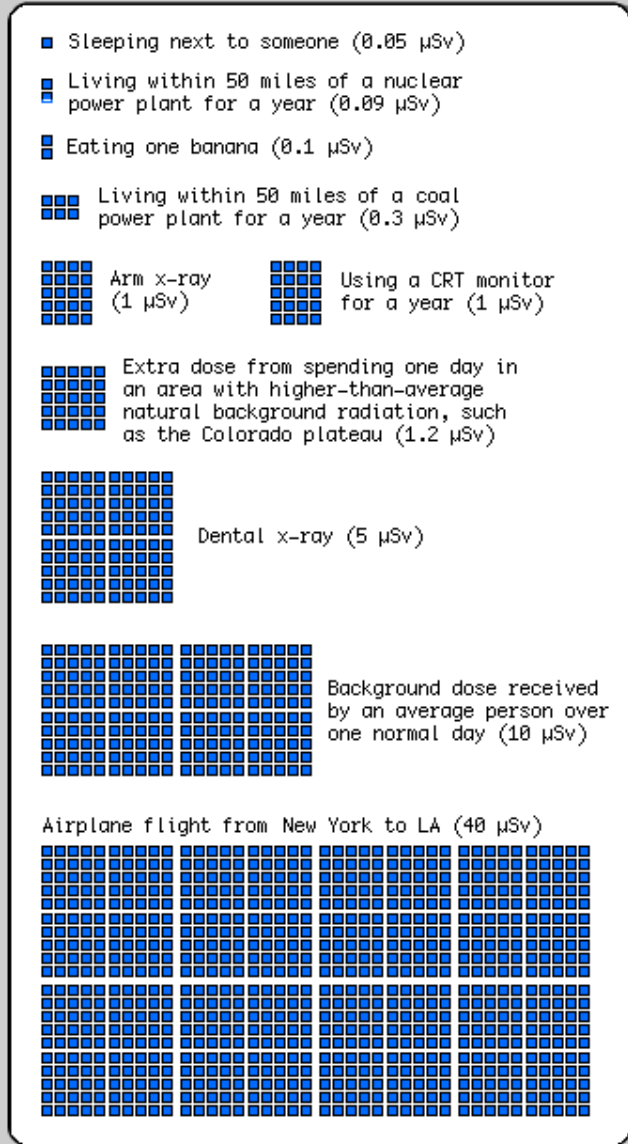 Sleeping next to someone (0.05 µSv)
Living within 50 miles of a nuclear
power plant for a year (0.09 µSv)
Eating one banana (0.1 µSv)
Living within 50 miles of a coal
power plant for a year (0.3 µSv)
Arm x-ray
(1 µSv)
Using a CRT monitor
for a year (1 µSv)
Extra dose from spending one day in
an area with higher-than-average
natural background radiation, such
as the Colorado plateau (1.2 µSv)
Dental x-ray (5 µSv)
Background dose received
by an average person over
one normal day (10 µSv)
Airplane flight from New York to LA (40 µSv)